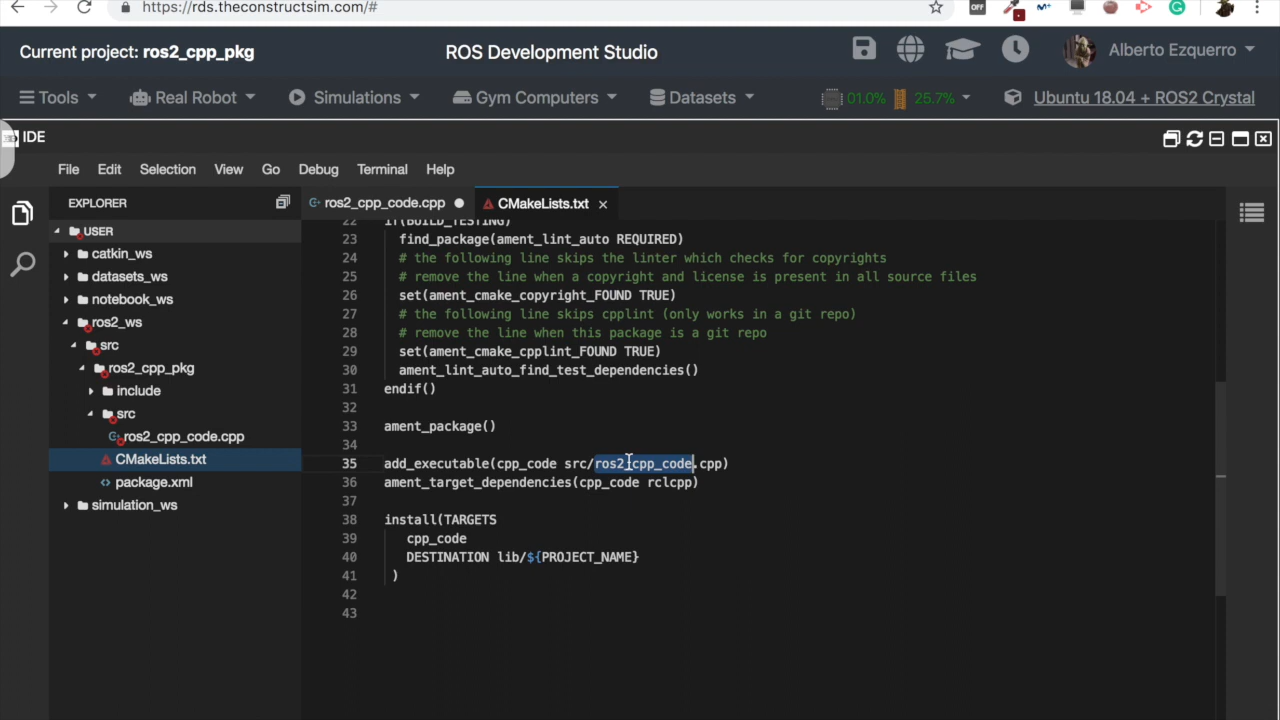 https://rds.theconstructsim.com/#
OFF
Current project: ros2_cpp_pkg
ROS Development Studio
Alberto Ezquerro
Tools
Real Robot
Simulations
Gym Computers
Datasets
01.0%
25.7%
Ubuntu 18.04 + ROS2 Crystal
IDE
File Edit Selection View Go Debug Terminal Help
EXPLORER
USER
catkin_ws
datasets_ws
notebook_ws
ros2_ws
src
ros2_cpp_pkg
include
src
ros2_cpp_code.cpp
CMakeLists.txt
package.xml
simulation_ws
ros2_cpp_code.cpp
CMakeLists.txt
22 if(BUILD_TESTING)
23 find_package(ament_lint_auto REQUIRED)
24 # the following line skips the linter which checks for copyrights
25 # remove the line when a copyright and license is present in all source files
26 set(ament_cmake_copyright_FOUND TRUE)
27 # the following line skips cpplint (only works in a git repo)
28 # remove the line when this package is a git repo
29 set(ament_cmake_cpplint_FOUND TRUE)
30 ament_lint_auto_find_test_dependencies()
31 endif()
32
33 ament_package()
34
35 add_executable(cpp_code src/ros2_cpp_code.cpp)
36 ament_target_dependencies(cpp_code rclcpp)
37
38 install(TARGETS
39 cpp_code
40 DESTINATION lib/${PROJECT_NAME}
41 )
42
43